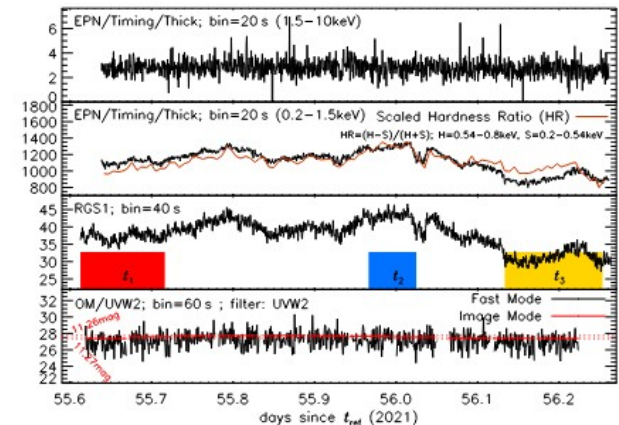 EPN/Timing/Thick; bin=20 s (1.5−10keV)
6
4
2
0
EPN/Timing/Thick; bin=20 s (0.2−1.5keV)
Scaled Hardness Ratio (HR)
HR=(H−S)/(H+S); H=0.54−0.8keV, S=0.2−0.54keV
1800
1600
1400
1200
1000
800
RGS1; bin=40 s
45
40
35
30
25
t₁
t₂
t₃
OM/UVW2; bin=60 s ; filter: UVW2
Fast Mode
Image Mode
11.26mag
11.27mag
32
30
28
26
24
22
55.6 55.7 55.8 55.9 56.0 56.1 56.2
days since t_ref (2021)